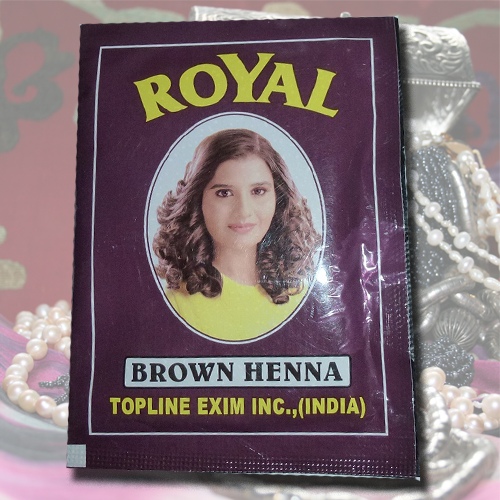 ROYAL
BROWN HENNA
TOPLINE EXIM INC.,(INDIA)